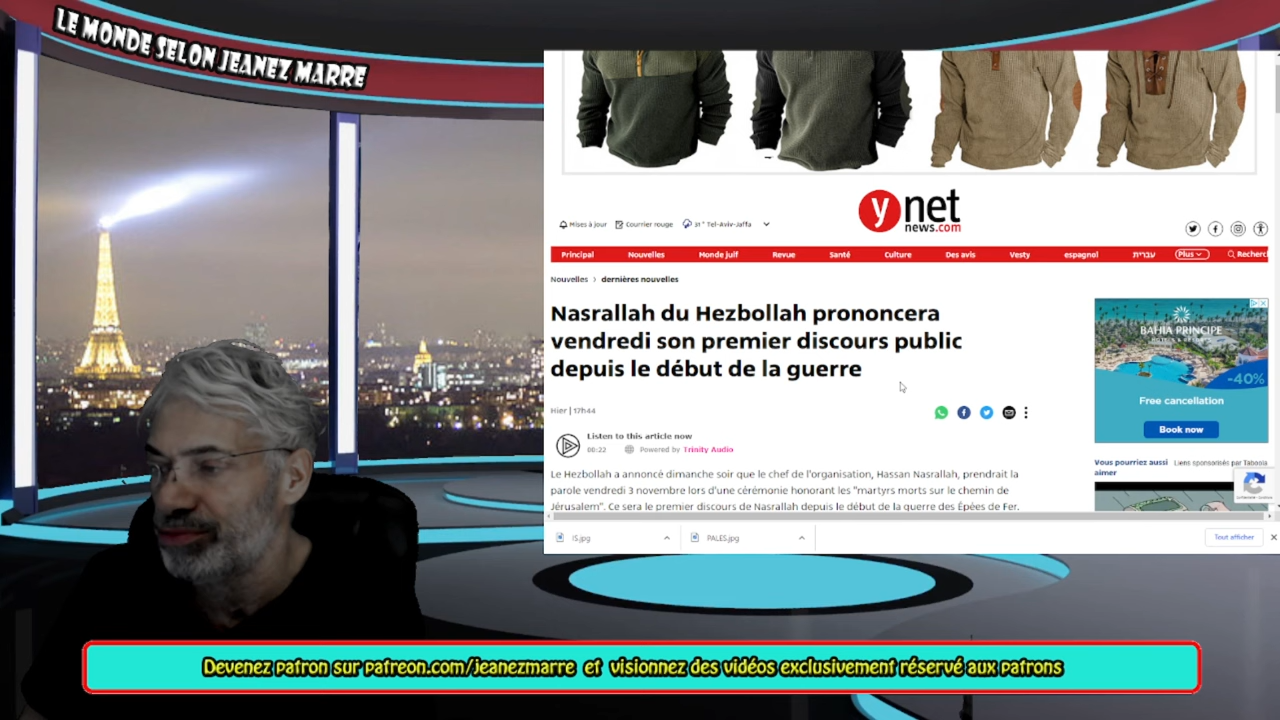 LE MONDE SELON JEANEZ MARRE
ynet
news.com
Mises à jour Courrier rouge 31° Tel-Aviv-Jaffa
Principal Nouvelles Monde juif Revue Santé Culture Des avis Vesty espagnol עברית Plus Recherc
Nouvelles > dernières nouvelles
Nasrallah du Hezbollah prononcera
vendredi son premier discours public
depuis le début de la guerre
Hier | 17h44
Listen to this article now
00:22 Powered by Trinity Audio
Le Hezbollah a annoncé dimanche soir que le chef de l'organisation, Hassan Nasrallah, prendrait la
parole vendredi 3 novembre lors d'une cérémonie honorant les "martyrs morts sur le chemin de
Jérusalem". Ce sera le premier discours de Nasrallah depuis le début de la guerre des Épées de Fer.
BAHIA PRINCIPE
-40%
Free cancellation
Book now
Vous pourriez aussi Liens sponsorisés par Taboola
aimer
IS.jpg PALES.jpg Tout afficher
Devenez patron sur patreon.com/jeanezmarre et visionnez des vidéos exclusivement réservé aux patrons